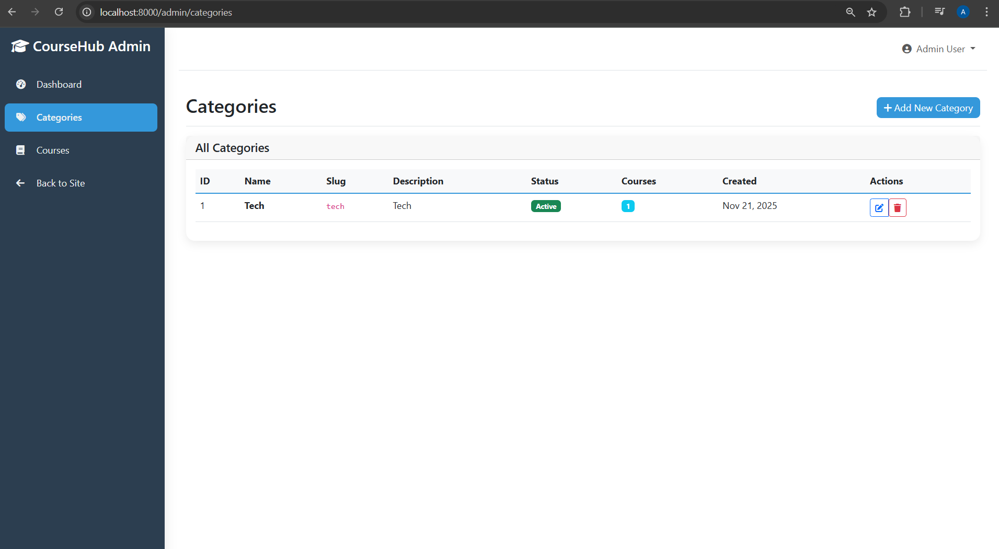 localhost:8000/admin/categories
A
CourseHub Admin
Admin User
Dashboard
Categories
Courses
Back to Site
Categories
Add New Category
All Categories
ID Name Slug Description Status Courses Created Actions
1 Tech tech Tech Active 1 Nov 21, 2025